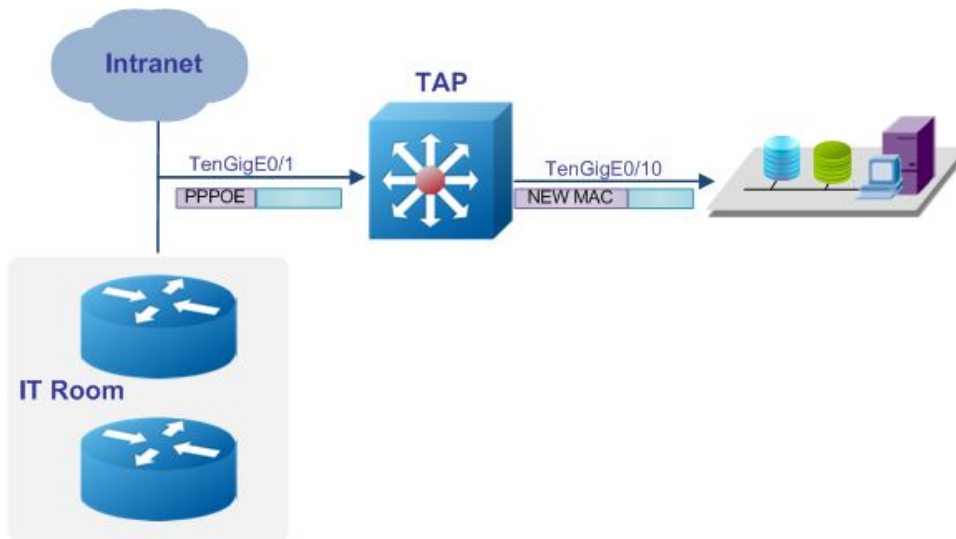 Intranet
TAP
TenGigE0/1
TenGigE0/10
PPPOE
NEW MAC
IT Room